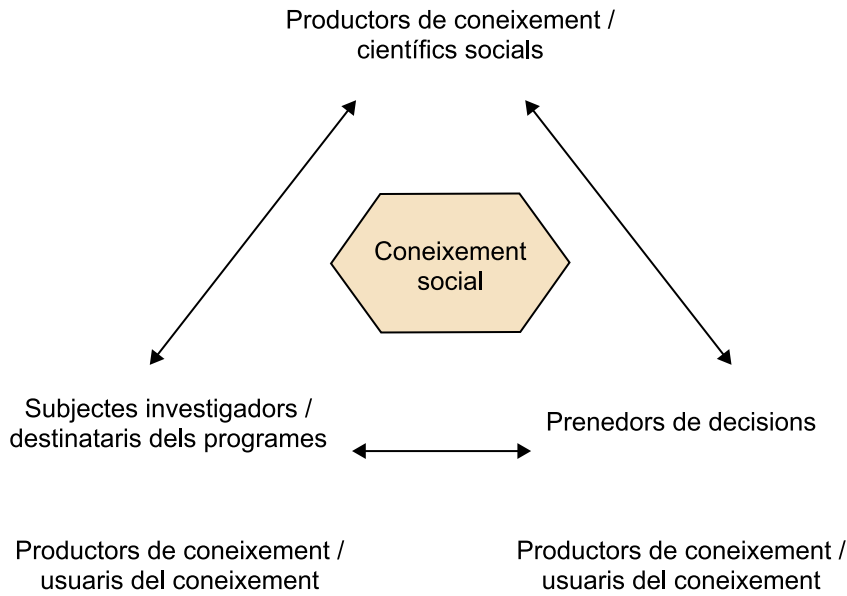 Productors de coneixement /
científics socials
Coneixement
social
Subjectes investigadors /
destinataris dels programes
Prenedors de decisions
Productors de coneixement /
usuaris del coneixement
Productors de coneixement /
usuaris del coneixement